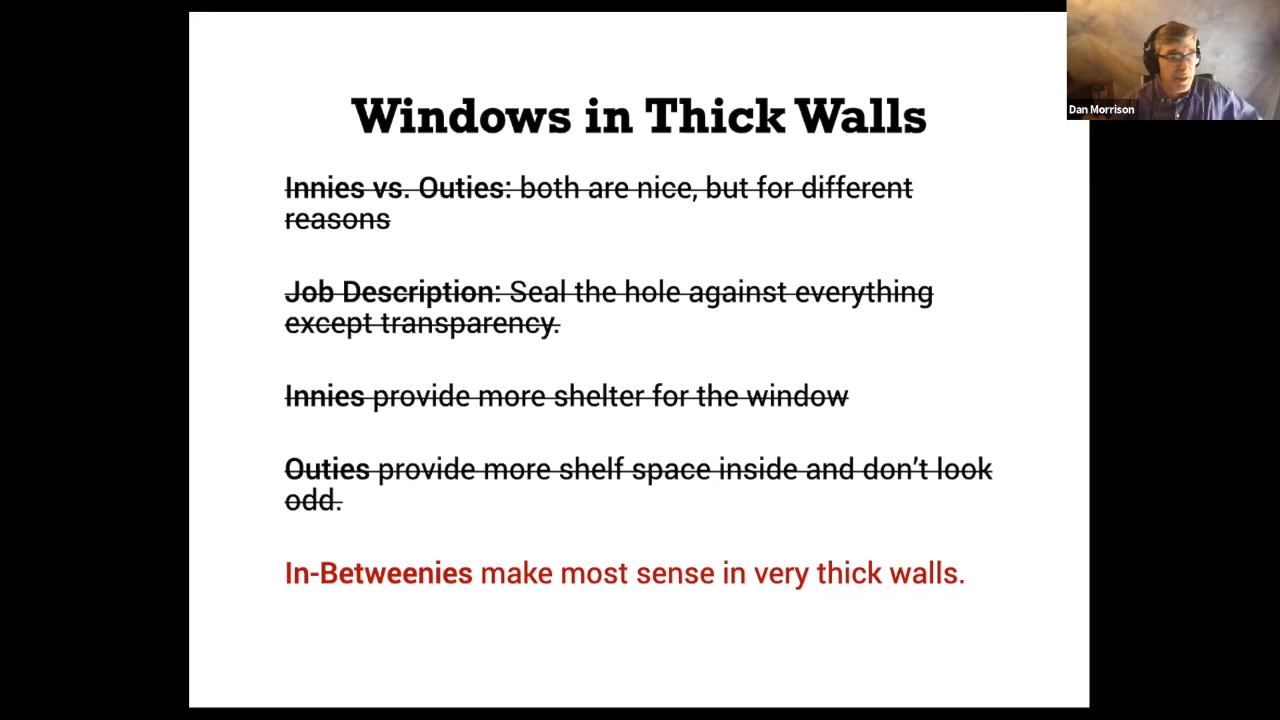 Windows in Thick Walls
Innies vs. Outies: both are nice, but for different
reasons
Job Description: Seal the hole against everything
except transparency.
Innies provide more shelter for the window
Outies provide more shelf space inside and don’t look
odd.
In-Betweenies make most sense in very thick walls.
Dan Morrison